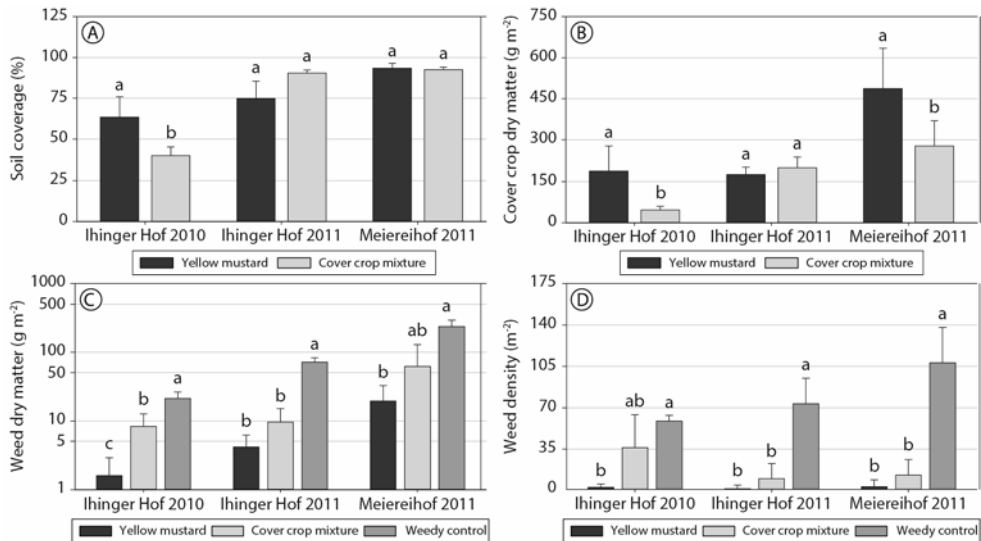 A
Soil coverage (%)
125
100
75
50
25
0
a
b
a
a
a
a
Ihinger Hof 2010
Ihinger Hof 2011
Meiereihof 2011
Yellow mustard
Cover crop mixture
B
Cover crop dry matter (g m-2)
750
600
450
300
150
0
a
b
a
a
a
b
Ihinger Hof 2010
Ihinger Hof 2011
Meiereihof 2011
Yellow mustard
Cover crop mixture
C
Weed dry matter (g m-2)
1000
500
100
50
10
5
1
c
b
a
b
b
a
b
ab
a
Ihinger Hof 2010
Ihinger Hof 2011
Meiereihof 2011
Yellow mustard
Cover crop mixture
Weedy control
D
Weed density (m-2)
175
140
105
70
35
0
b
ab
a
b
b
a
b
b
a
Ihinger Hof 2010
Ihinger Hof 2011
Meiereihof 2011
Yellow mustard
Cover crop mixture
Weedy control